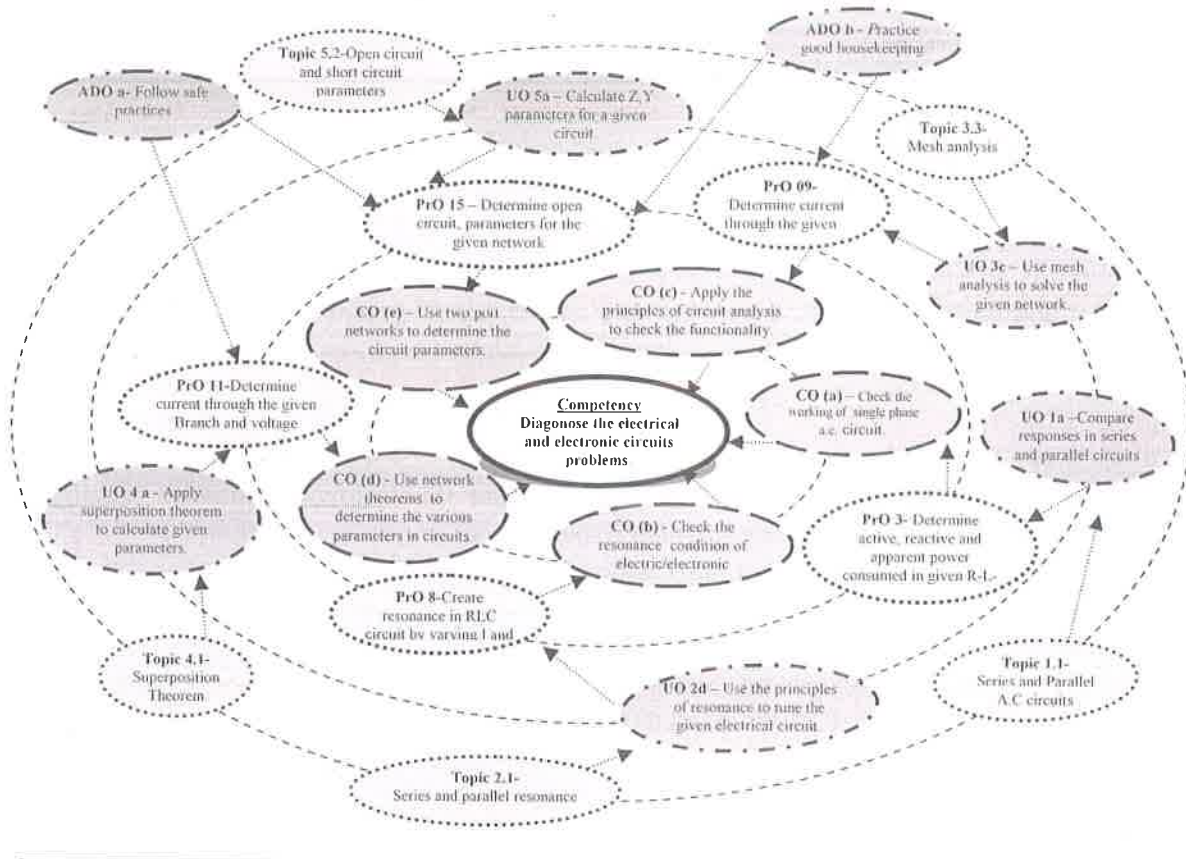 ADO b - Practice
good housekeeping.
Topic 5.2-Open circuit
and short circuit
parameters
ADO a- Follow safe
practices
UO 5a – Calculate Z,Y
parameters for a given
circuit.
Topic 3.3-
Mesh analysis
PrO 15 – Determine open
circuit, parameters for the
given network
PrO 09-
Determine current
through the given
UO 3c – Use mesh
analysis to solve the
given network.
CO (e) – Use two port
networks to determine the
circuit parameters.
CO (c) - Apply the
principles of circuit analysis
to check the functionality.
PrO 11-Determine
current through the given
Branch and voltage
Competency
Diagonose the electrical
and electronic circuits
problems
CO (a) – Check the
working of single phase
a.c. circuit.
UO 1a –Compare
responses in series
and parallel circuits
UO 4 a - Apply
superposition theorem
to calculate given
parameters.
CO (d) - Use network
theorems to
determine the various
parameters in circuits
CO (b) - Check the
resonance condition of
electric/electronic
PrO 3- Determine
active, reactive and
apparent power
consumed in given R-L-
PrO 8-Create
resonance in RLC
circuit by varying l and
Topic 4.1-
Superposition
Theorem
UO 2d – Use the principles
of resonance to tune the
given electrical circuit
Topic 1.1-
Series and Parallel
A.C circuits
Topic 2.1-
Series and parallel resonance